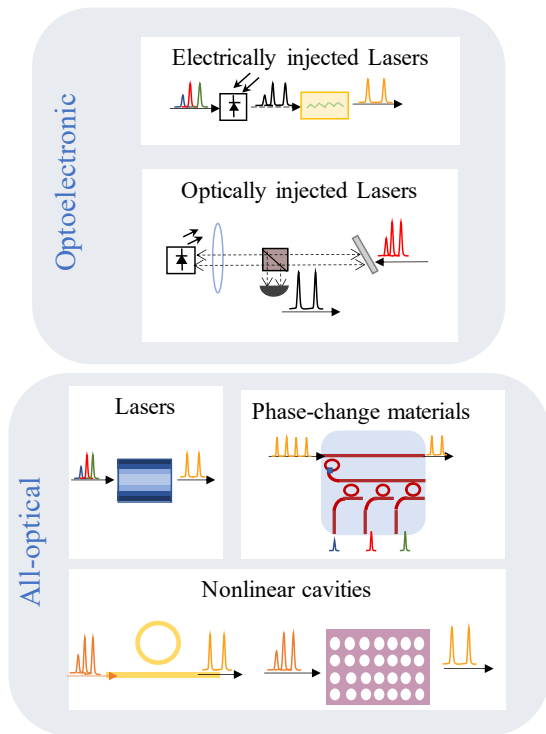 Optoelectronic
Electrically injected Lasers
Optically injected Lasers
All-optical
Lasers
Phase-change materials
Nonlinear cavities